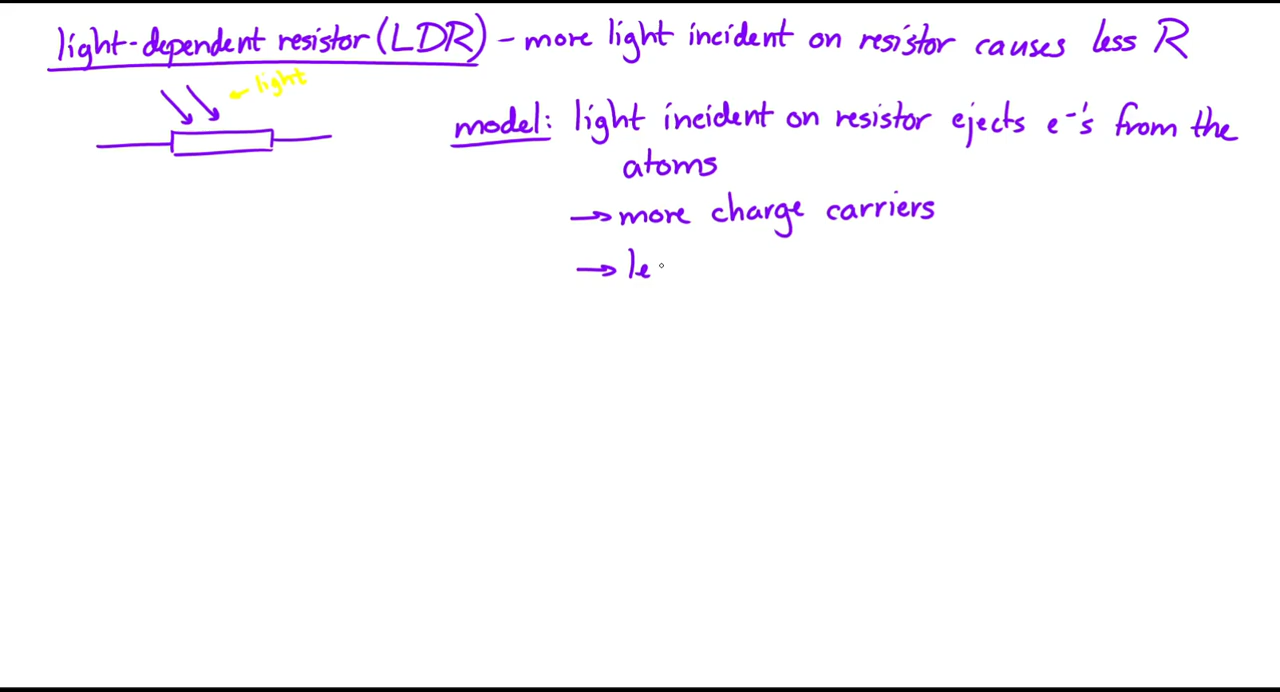 light-dependent resistor (LDR) - more light incident on resistor causes less R
← light
model: light incident on resistor ejects e⁻'s from the
atoms
→ more charge carriers
→ le